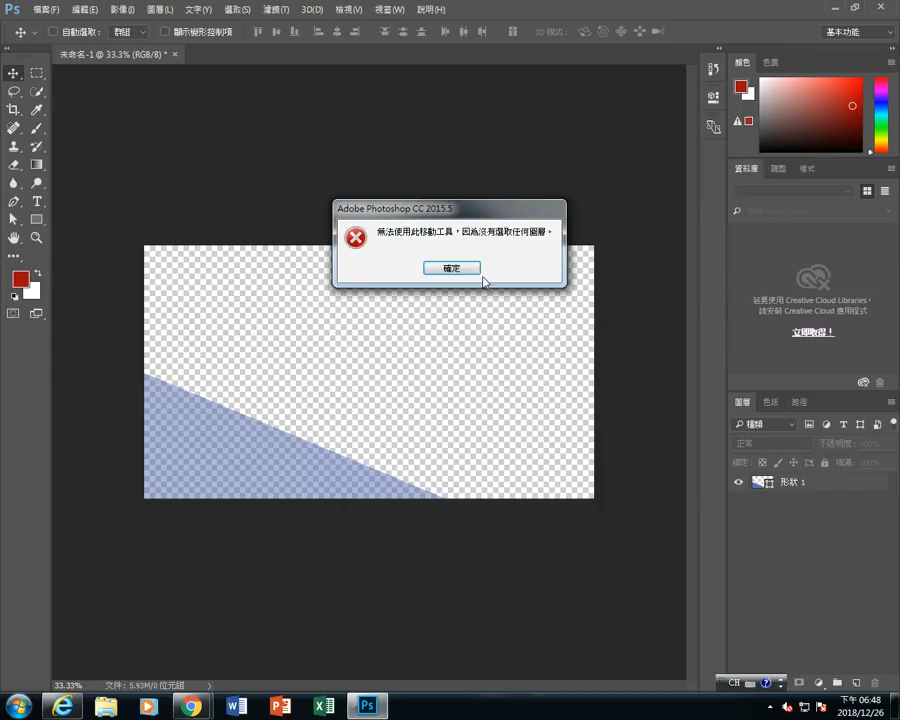 Ps 檔案(F) 編輯(E) 影像(I) 圖層(L) 文字(Y) 選取(S) 濾鏡(T) 3D(D) 檢視(V) 視窗(W) 說明(H)
自動選取: 群組 顯示變形控制項 3D 模式: 基本功能
未命名-1 @ 33.3% (RGB/8) * ×
顏色 色票
Adobe Photoshop CC 2015.5
無法使用此移動工具，因為沒有選取任何圖層。
確定
資料庫 調整 樣式
若要使用 Creative Cloud Libraries，
請安裝 Creative Cloud 應用程式
立即取得！
圖層 色版 路徑
種類
正常 不透明度: 100%
鎖定: 填滿: 100%
形狀 1
33.33% 文件: 5.93M/0 位元組
CH
下午 06:48
2018/12/26